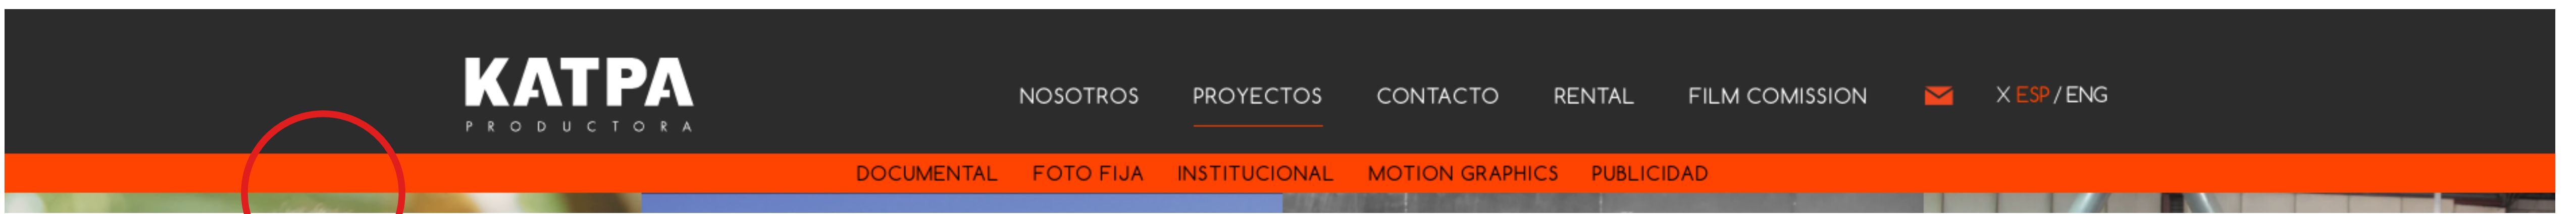 KATPA
PRODUCTORA
NOSOTROS PROYECTOS CONTACTO RENTAL FILM COMISSION X ESP / ENG
DOCUMENTAL FOTO FIJA INSTITUCIONAL MOTION GRAPHICS PUBLICIDAD